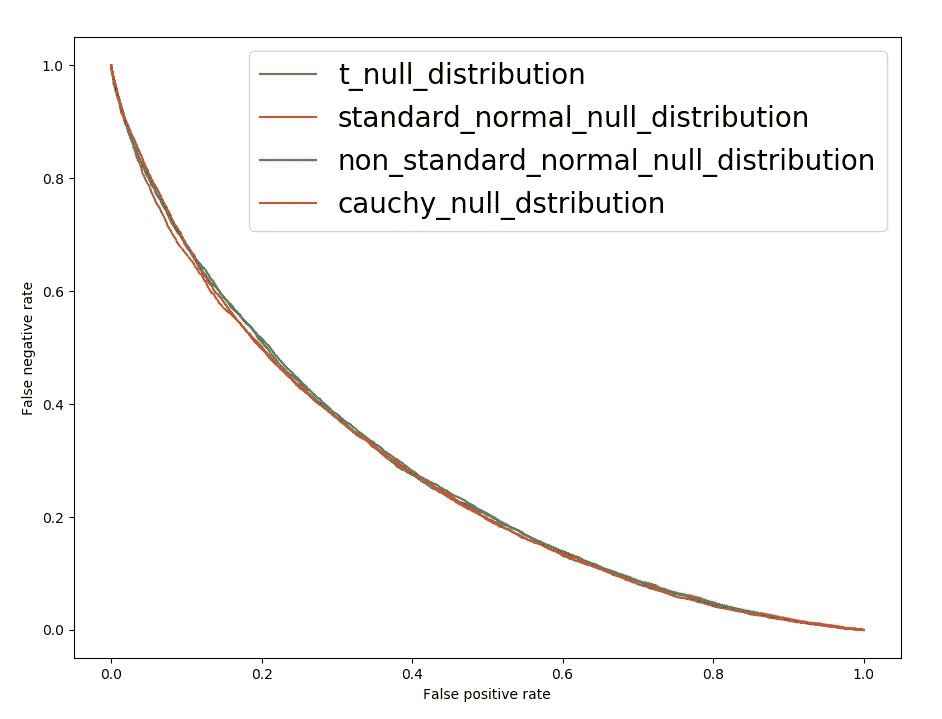 t_null_distribution
standard_normal_null_distribution
non_standard_normal_null_distribution
cauchy_null_dstribution
1.0
0.8
0.6
0.4
0.2
0.0
False negative rate
0.0 0.2 0.4 0.6 0.8 1.0
False positive rate